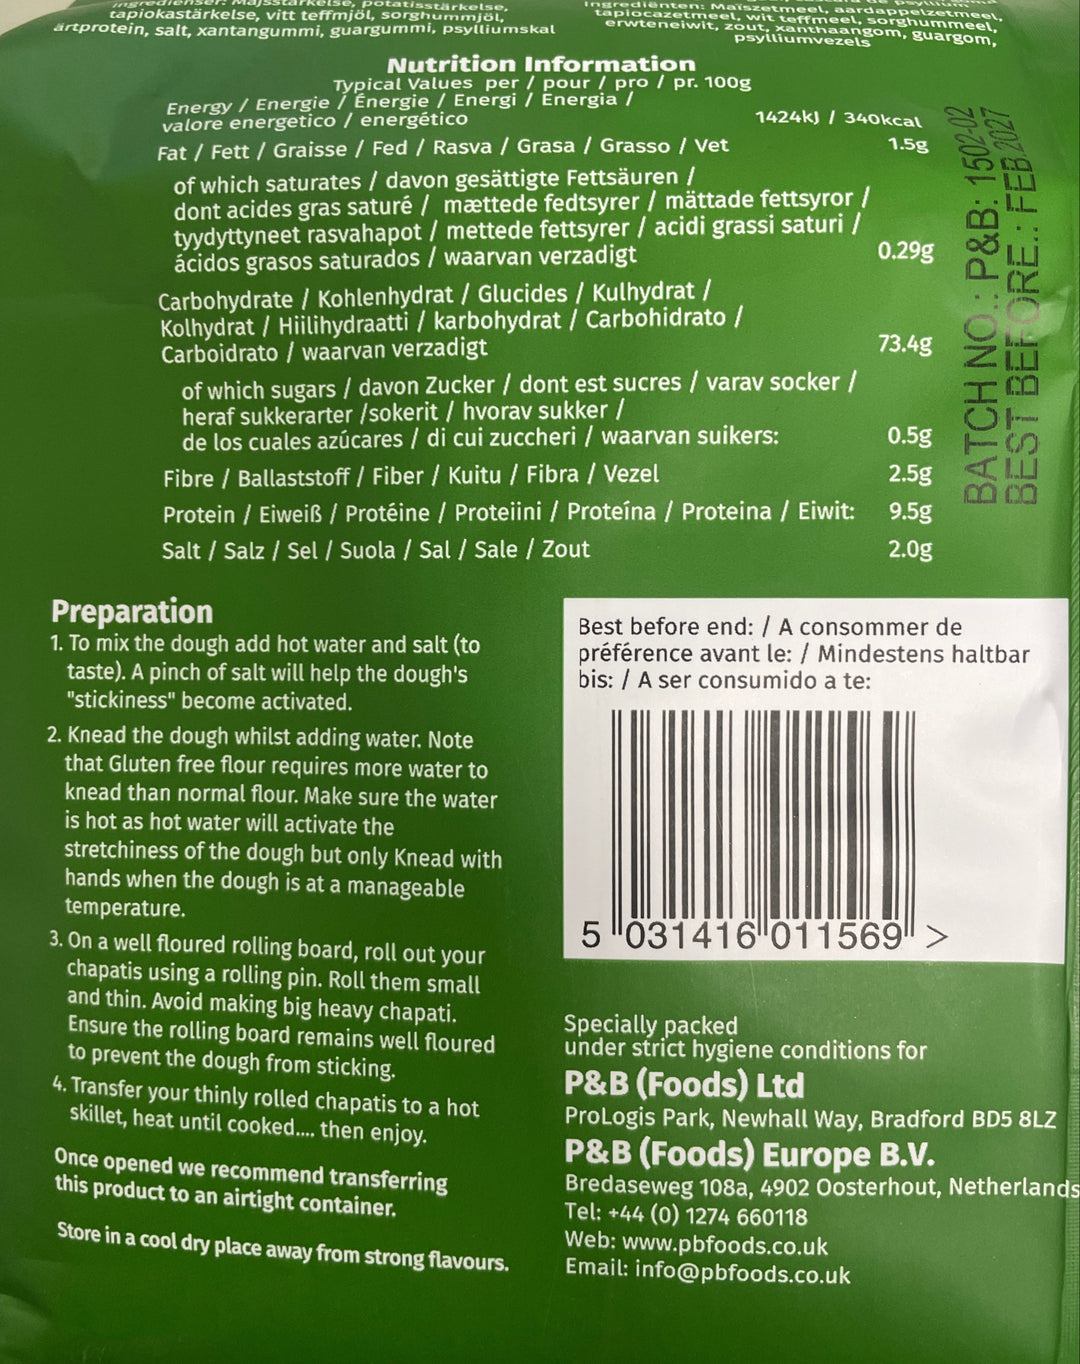 Ingredienser: Majsstärkelse, potatisstärkelse,
tapiokastärkelse, vitt teffmjöl, sorghummjöl,
ärtprotein, salt, xantangummi, guargummi, psylliumskal
Ingrediënten: Maïszetmeel, aardappelzetmeel,
tapiocazetmeel, wit teffmeel, sorghummeel,
erwteneiwit, zout, xanthaangom, guargom,
psylliumvezels
Nutrition Information
Typical Values per / pour / pro / pr. 100g
Energy / Energie / Énergie / Energi / Energia /
valore energetico / energético 1424kJ / 340kcal
Fat / Fett / Graisse / Fed / Rasva / Grasa / Grasso / Vet 1.5g
of which saturates / davon gesättigte Fettsäuren /
dont acides gras saturé / mættede fedtsyrer / mättade fettsyror /
tyydyttyneet rasvahapot / mettede fettsyrer / acidi grassi saturi /
ácidos grasos saturados / waarvan verzadigt 0.29g
Carbohydrate / Kohlenhydrat / Glucides / Kulhydrat /
Kolhydrat / Hiilihydraatti / karbohydrat / Carbohidrato /
Carboidrato / waarvan verzadigt 73.4g
of which sugars / davon Zucker / dont est sucres / varav socker /
heraf sukkerarter /sokerit / hvorav sukker /
de los cuales azúcares / di cui zuccheri / waarvan suikers: 0.5g
Fibre / Ballaststoff / Fiber / Kuitu / Fibra / Vezel 2.5g
Protein / Eiweiß / Protéine / Proteiini / Proteína / Proteina / Eiwit: 9.5g
Salt / Salz / Sel / Suola / Sal / Sale / Zout 2.0g
BATCH NO.: P&B: 1502-02
BEST BEFORE.: FEB.2027
Preparation
1. To mix the dough add hot water and salt (to
taste). A pinch of salt will help the dough's
"stickiness" become activated.
2. Knead the dough whilst adding water. Note
that Gluten free flour requires more water to
knead than normal flour. Make sure the water
is hot as hot water will activate the
stretchiness of the dough but only Knead with
hands when the dough is at a manageable
temperature.
3. On a well floured rolling board, roll out your
chapatis using a rolling pin. Roll them small
and thin. Avoid making big heavy chapati.
Ensure the rolling board remains well floured
to prevent the dough from sticking.
4. Transfer your thinly rolled chapatis to a hot
skillet, heat until cooked.... then enjoy.
Once opened we recommend transferring
this product to an airtight container.
Store in a cool dry place away from strong flavours.
Best before end: / A consommer de
préférence avant le: / Mindestens haltbar
bis: / A ser consumido a te:
5 031416 011569 >
Specially packed
under strict hygiene conditions for
P&B (Foods) Ltd
ProLogis Park, Newhall Way, Bradford BD5 8LZ
P&B (Foods) Europe B.V.
Bredaseweg 108a, 4902 Oosterhout, Netherlands
Tel: +44 (0) 1274 660118
Web: www.pbfoods.co.uk
Email: info@pbfoods.co.uk